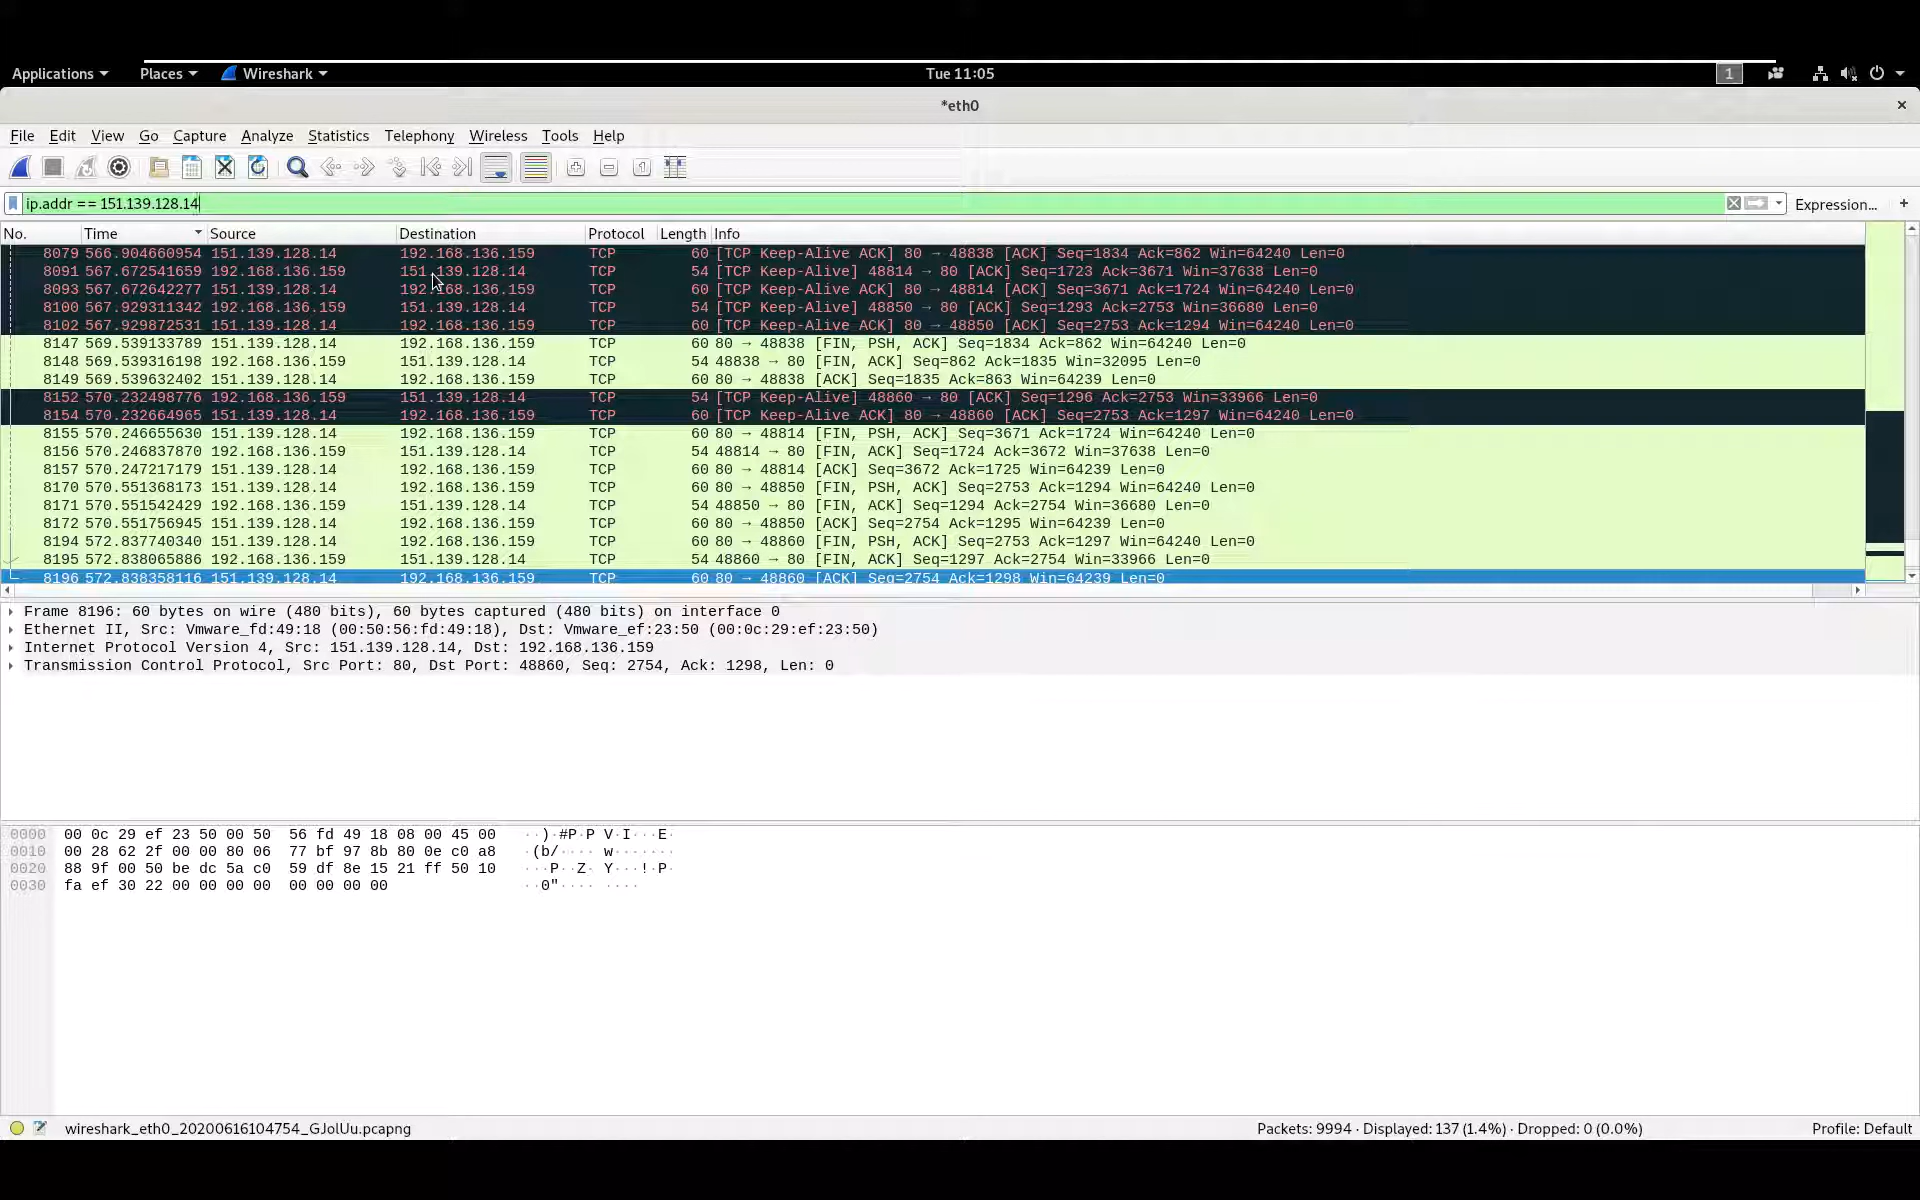 Applications Places Wireshark Tue 11:05 1
*eth0
File Edit View Go Capture Analyze Statistics Telephony Wireless Tools Help
ip.addr == 151.139.128.14 Expression... +
No. Time Source Destination Protocol Length Info
8079 566.904660954 151.139.128.14 192.168.136.159 TCP 60 [TCP Keep-Alive ACK] 80 → 48838 [ACK] Seq=1834 Ack=862 Win=64240 Len=0
8091 567.672541659 192.168.136.159 151.139.128.14 TCP 54 [TCP Keep-Alive] 48814 → 80 [ACK] Seq=1723 Ack=3671 Win=37638 Len=0
8093 567.672642277 151.139.128.14 192.168.136.159 TCP 60 [TCP Keep-Alive ACK] 80 → 48814 [ACK] Seq=3671 Ack=1724 Win=64240 Len=0
8100 567.929311342 192.168.136.159 151.139.128.14 TCP 54 [TCP Keep-Alive] 48850 → 80 [ACK] Seq=1293 Ack=2753 Win=36680 Len=0
8102 567.929872531 151.139.128.14 192.168.136.159 TCP 60 [TCP Keep-Alive ACK] 80 → 48850 [ACK] Seq=2753 Ack=1294 Win=64240 Len=0
8147 569.539133789 151.139.128.14 192.168.136.159 TCP 60 80 → 48838 [FIN, PSH, ACK] Seq=1834 Ack=862 Win=64240 Len=0
8148 569.539316198 192.168.136.159 151.139.128.14 TCP 54 48838 → 80 [FIN, ACK] Seq=862 Ack=1835 Win=32095 Len=0
8149 569.539632402 151.139.128.14 192.168.136.159 TCP 60 80 → 48838 [ACK] Seq=1835 Ack=863 Win=64239 Len=0
8152 570.232498776 192.168.136.159 151.139.128.14 TCP 54 [TCP Keep-Alive] 48860 → 80 [ACK] Seq=1296 Ack=2753 Win=33966 Len=0
8154 570.232664965 151.139.128.14 192.168.136.159 TCP 60 [TCP Keep-Alive ACK] 80 → 48860 [ACK] Seq=2753 Ack=1297 Win=64240 Len=0
8155 570.246655630 151.139.128.14 192.168.136.159 TCP 60 80 → 48814 [FIN, PSH, ACK] Seq=3671 Ack=1724 Win=64240 Len=0
8156 570.246837870 192.168.136.159 151.139.128.14 TCP 54 48814 → 80 [FIN, ACK] Seq=1724 Ack=3672 Win=37638 Len=0
8157 570.247217179 151.139.128.14 192.168.136.159 TCP 60 80 → 48814 [ACK] Seq=3672 Ack=1725 Win=64239 Len=0
8170 570.551368173 151.139.128.14 192.168.136.159 TCP 60 80 → 48850 [FIN, PSH, ACK] Seq=2753 Ack=1294 Win=64240 Len=0
8171 570.551542429 192.168.136.159 151.139.128.14 TCP 54 48850 → 80 [FIN, ACK] Seq=1294 Ack=2754 Win=36680 Len=0
8172 570.551756945 151.139.128.14 192.168.136.159 TCP 60 80 → 48850 [ACK] Seq=2754 Ack=1295 Win=64239 Len=0
8194 572.837740340 151.139.128.14 192.168.136.159 TCP 60 80 → 48860 [FIN, PSH, ACK] Seq=2753 Ack=1297 Win=64240 Len=0
8195 572.838065886 192.168.136.159 151.139.128.14 TCP 54 48860 → 80 [FIN, ACK] Seq=1297 Ack=2754 Win=33966 Len=0
8196 572.838358116 151.139.128.14 192.168.136.159 TCP 60 80 → 48860 [ACK] Seq=2754 Ack=1298 Win=64239 Len=0
Frame 8196: 60 bytes on wire (480 bits), 60 bytes captured (480 bits) on interface 0
Ethernet II, Src: Vmware_fd:49:18 (00:50:56:fd:49:18), Dst: Vmware_ef:23:50 (00:0c:29:ef:23:50)
Internet Protocol Version 4, Src: 151.139.128.14, Dst: 192.168.136.159
Transmission Control Protocol, Src Port: 80, Dst Port: 48860, Seq: 2754, Ack: 1298, Len: 0
0000 00 0c 29 ef 23 50 00 50 56 fd 49 18 08 00 45 00 ··)·#P·P V·I···E·
0010 00 28 62 2f 00 00 80 06 77 bf 97 8b 80 0e c0 a8 ·(b/···· w·······
0020 88 9f 00 50 be dc 5a c0 59 df 8e 15 21 ff 50 10 ···P··Z· Y···!·P·
0030 fa ef 30 22 00 00 00 00 00 00 00 00 ··0"···· ····
wireshark_eth0_20200616104754_GJolUu.pcapng Packets: 9994 · Displayed: 137 (1.4%) · Dropped: 0 (0.0%) Profile: Default